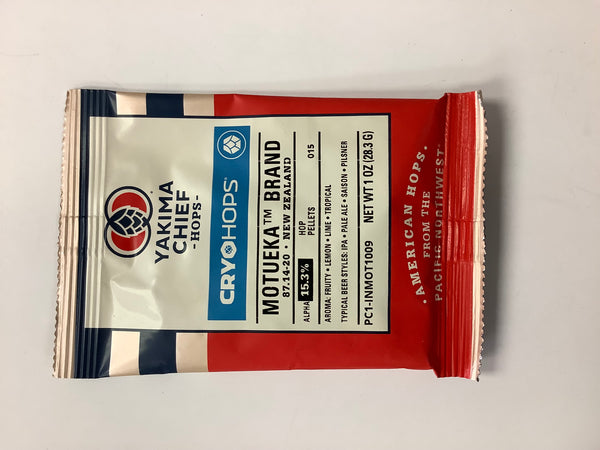 YAKIMA
CHIEF
-HOPS-
CRYOHOPS®
MOTUEKA™ BRAND
87.14-20 • NEW ZEALAND
ALPHA 15.3% HOP PELLETS 015
AROMA: FRUITY • LEMON • LIME • TROPICAL
TYPICAL BEER STYLES: IPA • PALE ALE • SAISON • PILSNER
PC1-INMOT1009 NET WT 1 OZ (28.3 G)
• AMERICAN HOPS •
FROM THE
PACIFIC NORTHWEST